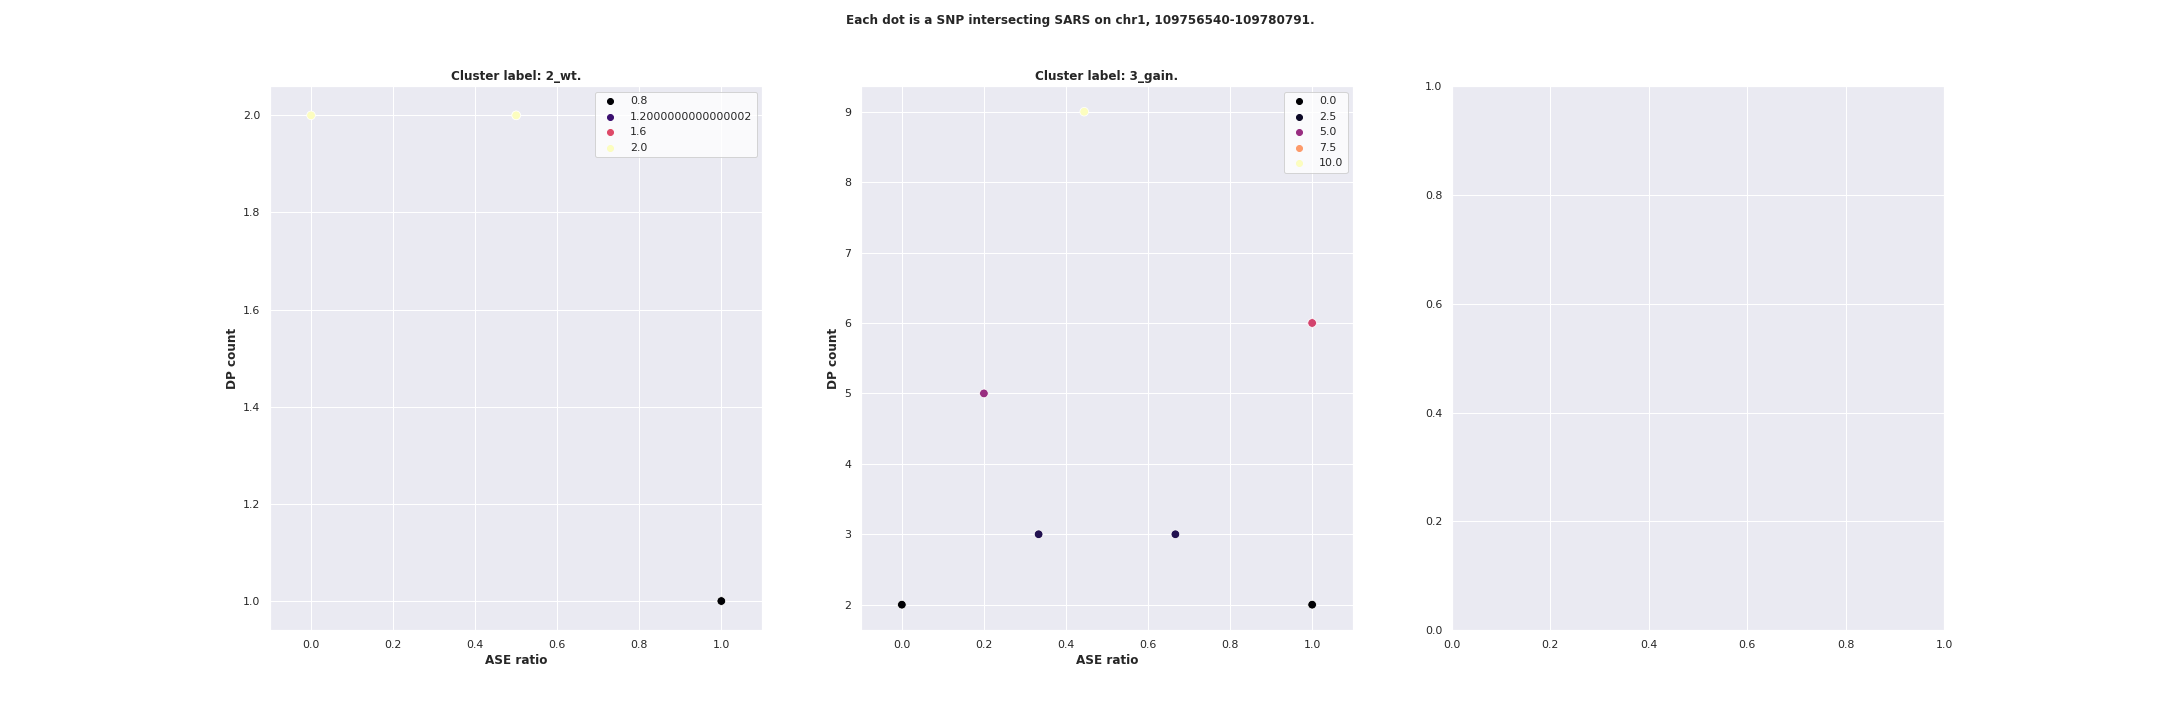 Each dot is a SNP intersecting SARS on chr1, 109756540-109780791.
Cluster label: 2_wt.
2.0
1.8
1.6
1.4
1.2
1.0
DP count
0.8
1.2000000000000002
1.6
2.0
0.0 0.2 0.4 0.6 0.8 1.0
ASE ratio
Cluster label: 3_gain.
9
8
7
6
5
4
3
2
DP count
0.0
2.5
5.0
7.5
10.0
0.0 0.2 0.4 0.6 0.8 1.0
ASE ratio
1.0
0.8
0.6
0.4
0.2
0.0
0.0 0.2 0.4 0.6 0.8 1.0